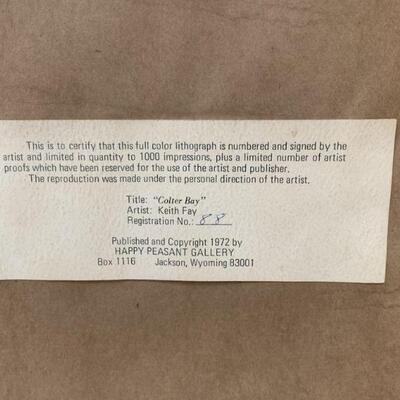 This is to certify that this full color lithograph is numbered and signed by the
artist and limited in quantity to 1000 impressions, plus a limited number of artist
proofs which have been reserved for the use of the artist and publisher.
The reproduction was made under the personal direction of the artist.
Title: "Colter Bay"
Artist: Keith Fay
Registration No.: 88
Published and Copyright 1972 by
HAPPY PEASANT GALLERY
Box 1116 Jackson, Wyoming 83001